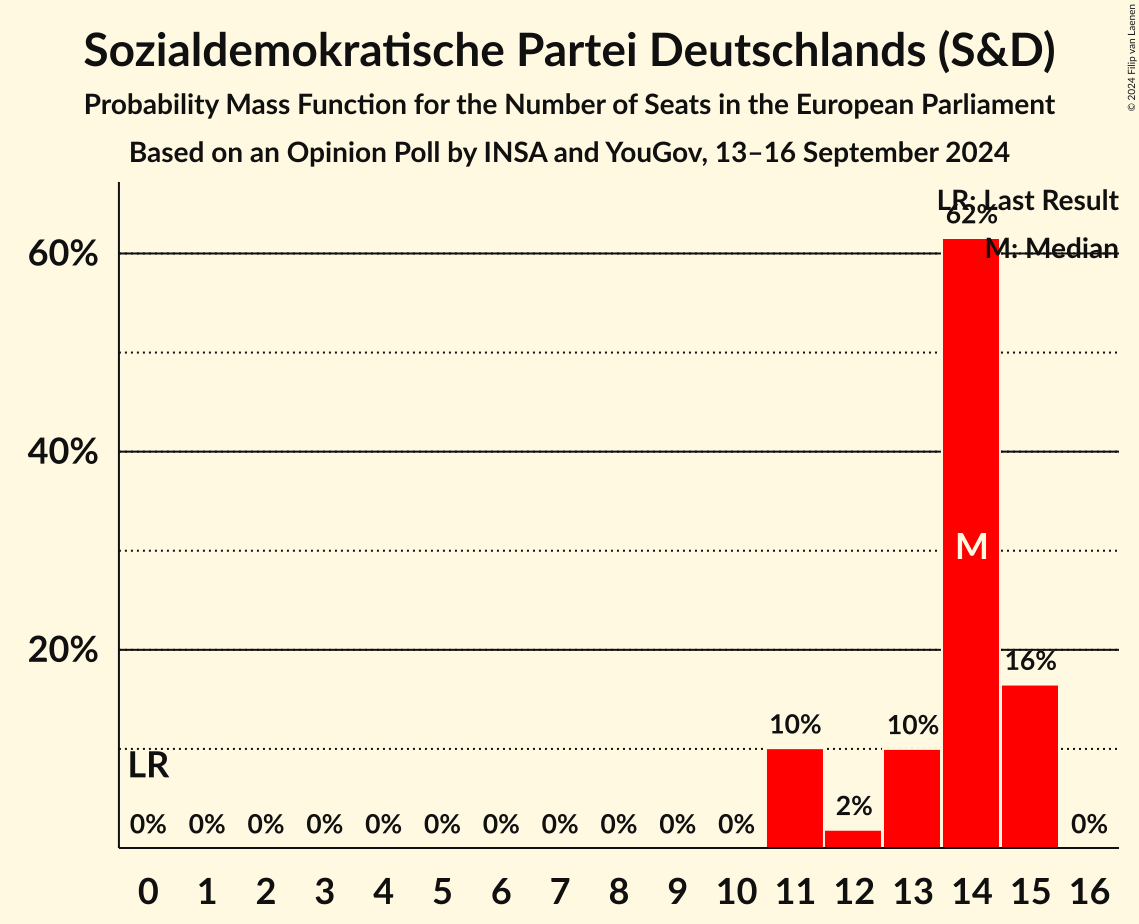 Sozialdemokratische Partei Deutschlands (S&D)
Probability Mass Function for the Number of Seats in the European Parliament
Based on an Opinion Poll by INSA and YouGov, 13–16 September 2024
© 2024 Filip van Laenen
LR: Last Result
M: Median
62%
60%
40%
M
20%
16%
10%
10%
LR
2%
0% 0% 0% 0% 0% 0% 0% 0% 0% 0% 0% 0%
0 1 2 3 4 5 6 7 8 9 10 11 12 13 14 15 16